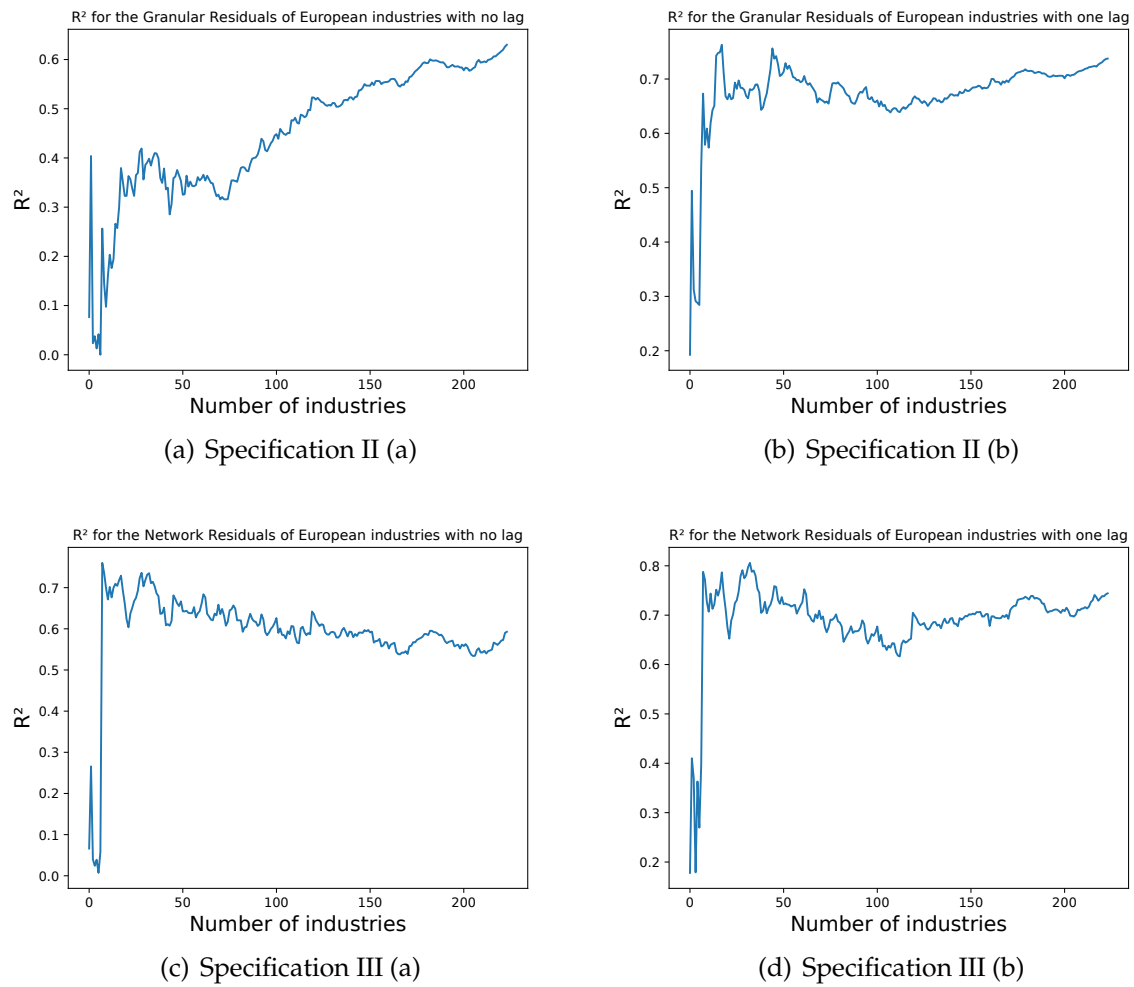 R² for the Granular Residuals of European industries with no lag
0.6
0.5
0.4
0.3
0.2
0.1
0.0
R²
0 50 100 150 200
Number of industries
(a) Specification II (a)
R² for the Granular Residuals of European industries with one lag
0.7
0.6
0.5
0.4
0.3
0.2
R²
0 50 100 150 200
Number of industries
(b) Specification II (b)
R² for the Network Residuals of European industries with no lag
0.7
0.6
0.5
0.4
0.3
0.2
0.1
0.0
R²
0 50 100 150 200
Number of industries
(c) Specification III (a)
R² for the Network Residuals of European industries with one lag
0.8
0.7
0.6
0.5
0.4
0.3
0.2
R²
0 50 100 150 200
Number of industries
(d) Specification III (b)